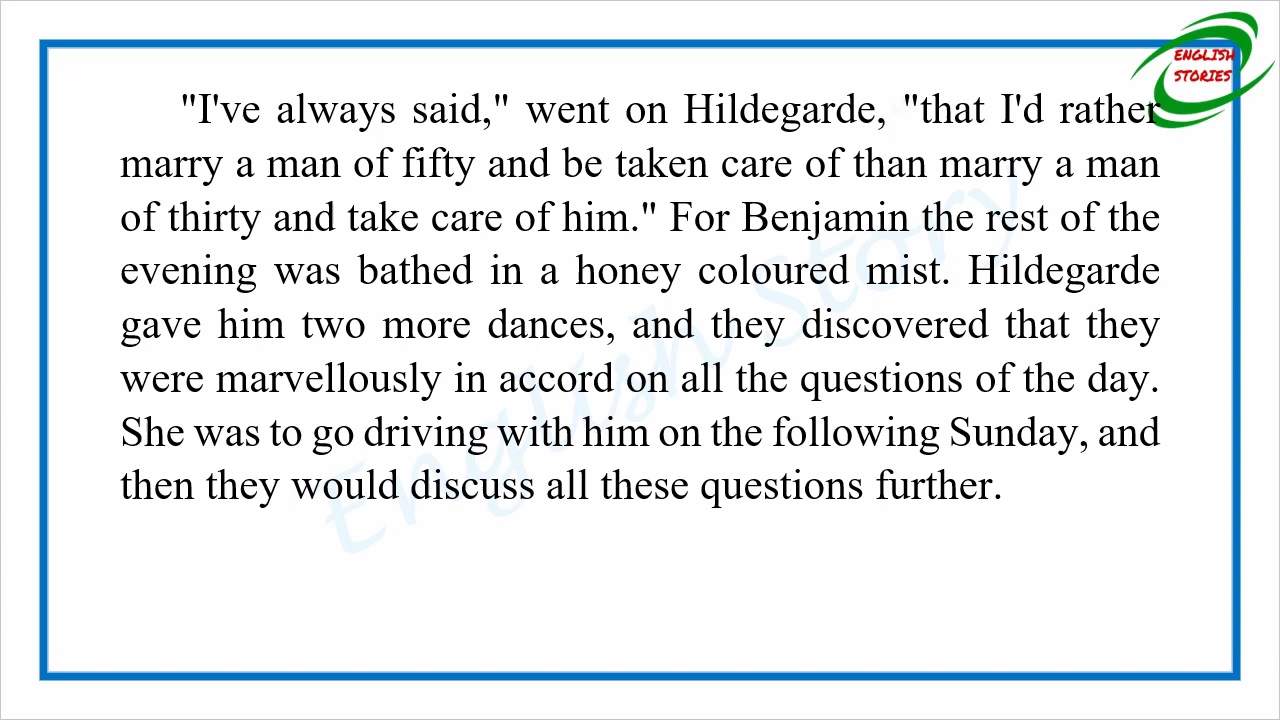 ENGLISH
STORIES
"I've always said," went on Hildegarde, "that I'd rather
marry a man of fifty and be taken care of than marry a man
of thirty and take care of him." For Benjamin the rest of the
evening was bathed in a honey coloured mist. Hildegarde
gave him two more dances, and they discovered that they
were marvellously in accord on all the questions of the day.
She was to go driving with him on the following Sunday, and
then they would discuss all these questions further.
English Story